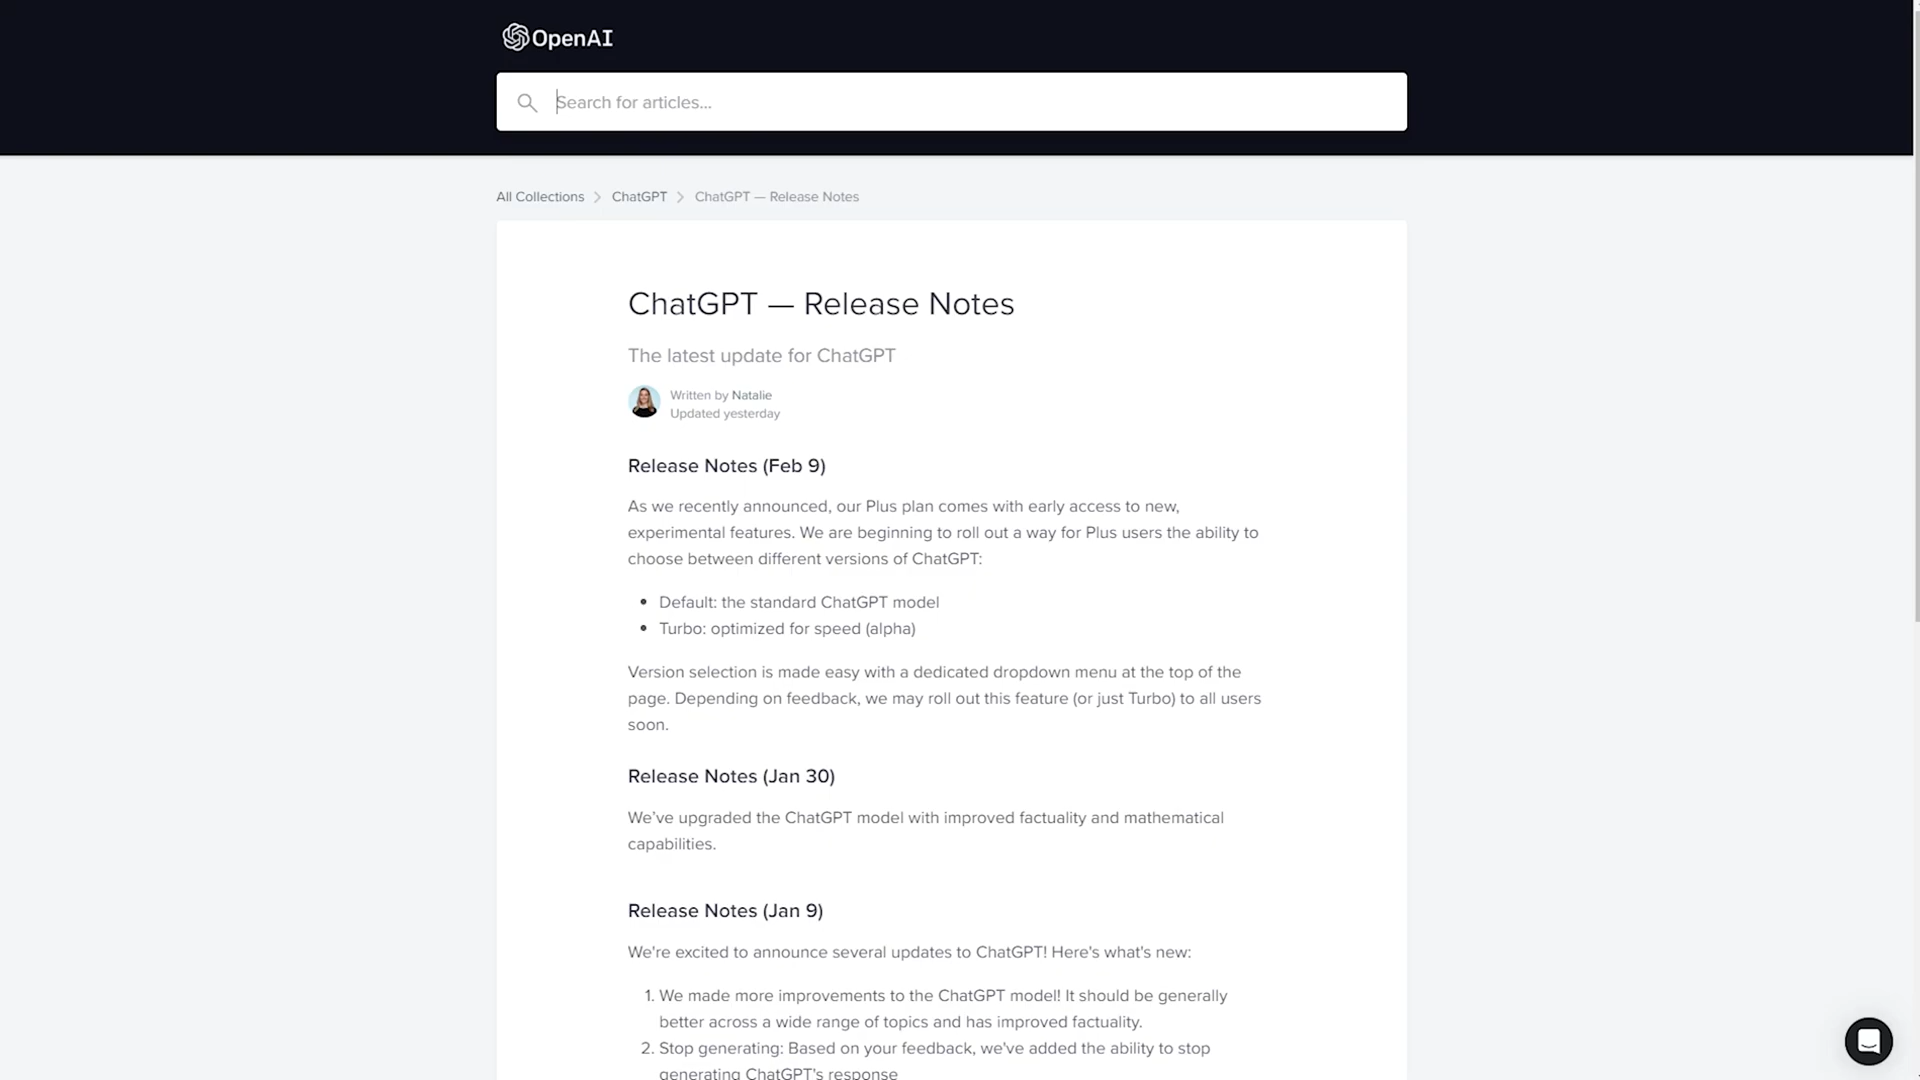 OpenAI
Search for articles...
All Collections > ChatGPT > ChatGPT — Release Notes
ChatGPT — Release Notes
The latest update for ChatGPT
Written by Natalie
Updated yesterday
Release Notes (Feb 9)
As we recently announced, our Plus plan comes with early access to new,
experimental features. We are beginning to roll out a way for Plus users the ability to
choose between different versions of ChatGPT:
• Default: the standard ChatGPT model
• Turbo: optimized for speed (alpha)
Version selection is made easy with a dedicated dropdown menu at the top of the
page. Depending on feedback, we may roll out this feature (or just Turbo) to all users
soon.
Release Notes (Jan 30)
We’ve upgraded the ChatGPT model with improved factuality and mathematical
capabilities.
Release Notes (Jan 9)
We're excited to announce several updates to ChatGPT! Here's what's new:
1. We made more improvements to the ChatGPT model! It should be generally
better across a wide range of topics and has improved factuality.
2. Stop generating: Based on your feedback, we've added the ability to stop
generating ChatGPT's response